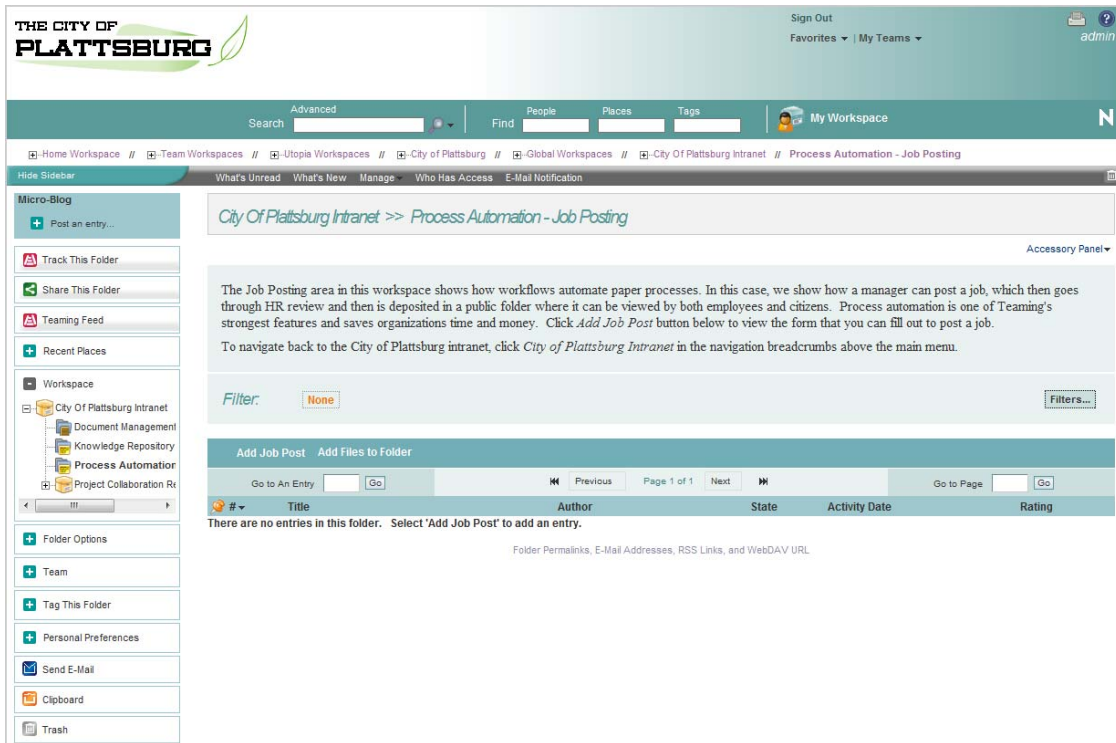 THE CITY OF
PLATTSBURG
Sign Out
Favorites | My Teams
admin
Advanced
Search
Find
People Places Tags
My Workspace
N
Home Workspace // Team Workspaces // Utopia Workspaces // City of Plattsburg // Global Workspaces // City Of Plattsburg Intranet // Process Automation - Job Posting
Hide Sidebar
What's Unread What's New Manage Who Has Access E-Mail Notification
Micro-Blog
Post an entry...
Track This Folder
Share This Folder
Teaming Feed
Recent Places
Workspace
City Of Plattsburg Intranet
Document Management
Knowledge Repository
Process Automation
Project Collaboration Re
Folder Options
Team
Tag This Folder
Personal Preferences
Send E-Mail
Clipboard
Trash
City Of Plattsburg Intranet >> Process Automation - Job Posting
Accessory Panel
The Job Posting area in this workspace shows how workflows automate paper processes. In this case, we show how a manager can post a job, which then goes
through HR review and then is deposited in a public folder where it can be viewed by both employees and citizens. Process automation is one of Teaming's
strongest features and saves organizations time and money. Click Add Job Post button below to view the form that you can fill out to post a job.
To navigate back to the City of Plattsburg intranet, click City of Plattsburg Intranet in the navigation breadcrumbs above the main menu.
Filter: None Filters...
Add Job Post Add Files to Folder
Go to An Entry Go Previous Page 1 of 1 Next Go to Page Go
# Title Author State Activity Date Rating
There are no entries in this folder. Select 'Add Job Post' to add an entry.
Folder Permalinks, E-Mail Addresses, RSS Links, and WebDAV URL